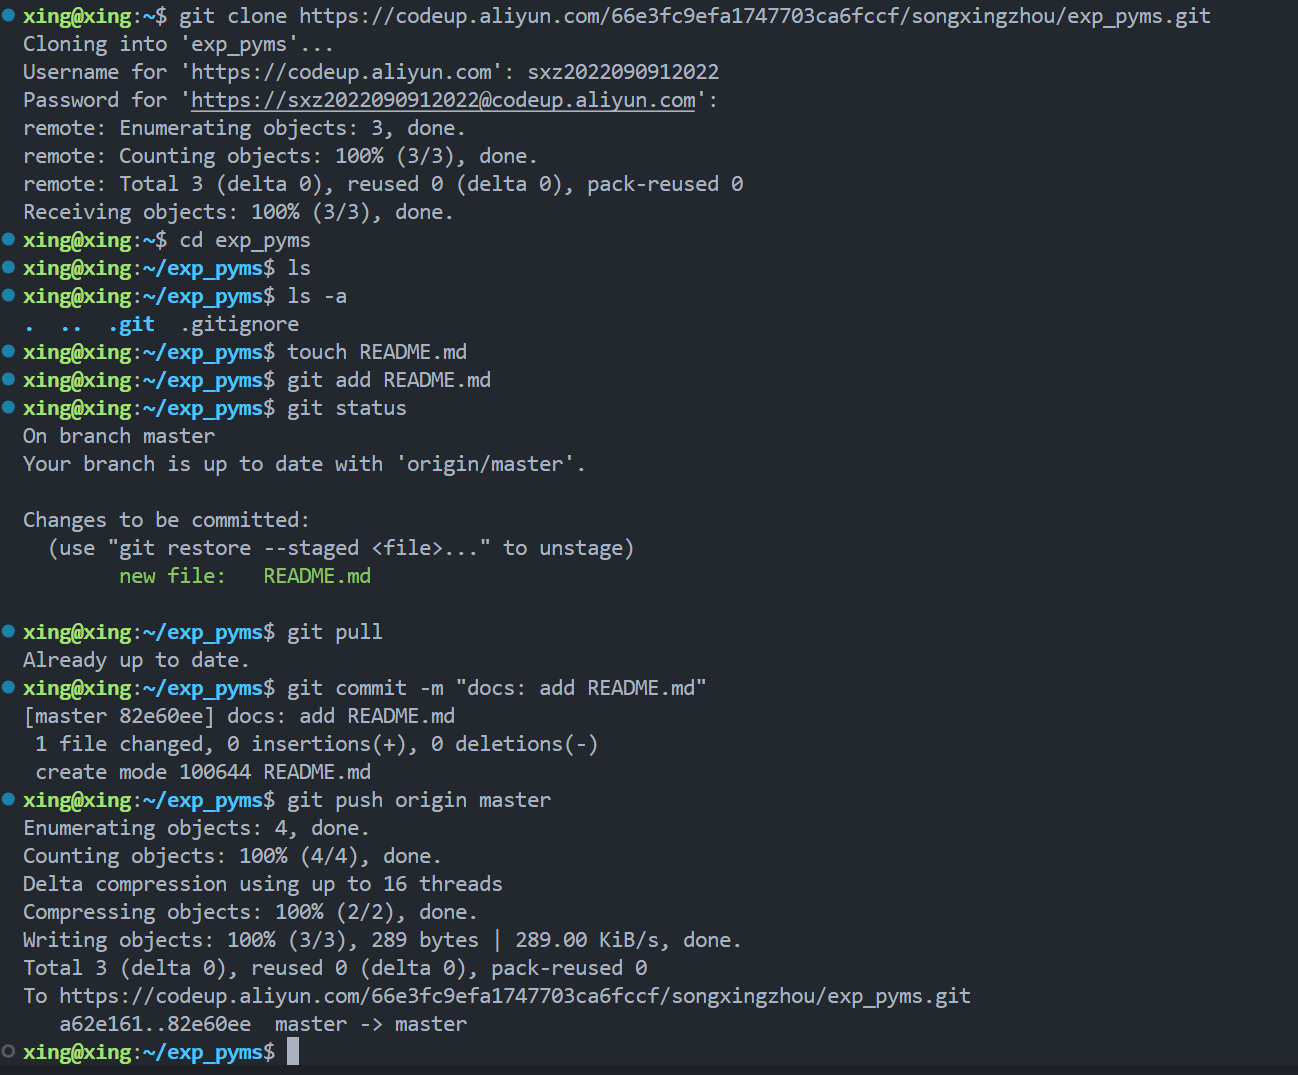 xing@xing:~$ git clone https://codeup.aliyun.com/66e3fc9efa1747703ca6fccf/songxingzhou/exp_pyms.git
Cloning into 'exp_pyms'...
Username for 'https://codeup.aliyun.com': sxz2022090912022
Password for 'https://sxz2022090912022@codeup.aliyun.com':
remote: Enumerating objects: 3, done.
remote: Counting objects: 100% (3/3), done.
remote: Total 3 (delta 0), reused 0 (delta 0), pack-reused 0
Receiving objects: 100% (3/3), done.
xing@xing:~$ cd exp_pyms
xing@xing:~/exp_pyms$ ls
xing@xing:~/exp_pyms$ ls -a
.  ..  .git  .gitignore
xing@xing:~/exp_pyms$ touch README.md
xing@xing:~/exp_pyms$ git add README.md
xing@xing:~/exp_pyms$ git status
On branch master
Your branch is up to date with 'origin/master'.
Changes to be committed:
  (use "git restore --staged <file>..." to unstage)
        new file:   README.md
xing@xing:~/exp_pyms$ git pull
Already up to date.
xing@xing:~/exp_pyms$ git commit -m "docs: add README.md"
[master 82e60ee] docs: add README.md
 1 file changed, 0 insertions(+), 0 deletions(-)
 create mode 100644 README.md
xing@xing:~/exp_pyms$ git push origin master
Enumerating objects: 4, done.
Counting objects: 100% (4/4), done.
Delta compression using up to 16 threads
Compressing objects: 100% (2/2), done.
Writing objects: 100% (3/3), 289 bytes | 289.00 KiB/s, done.
Total 3 (delta 0), reused 0 (delta 0), pack-reused 0
To https://codeup.aliyun.com/66e3fc9efa1747703ca6fccf/songxingzhou/exp_pyms.git
   a62e161..82e60ee  master -> master
xing@xing:~/exp_pyms$